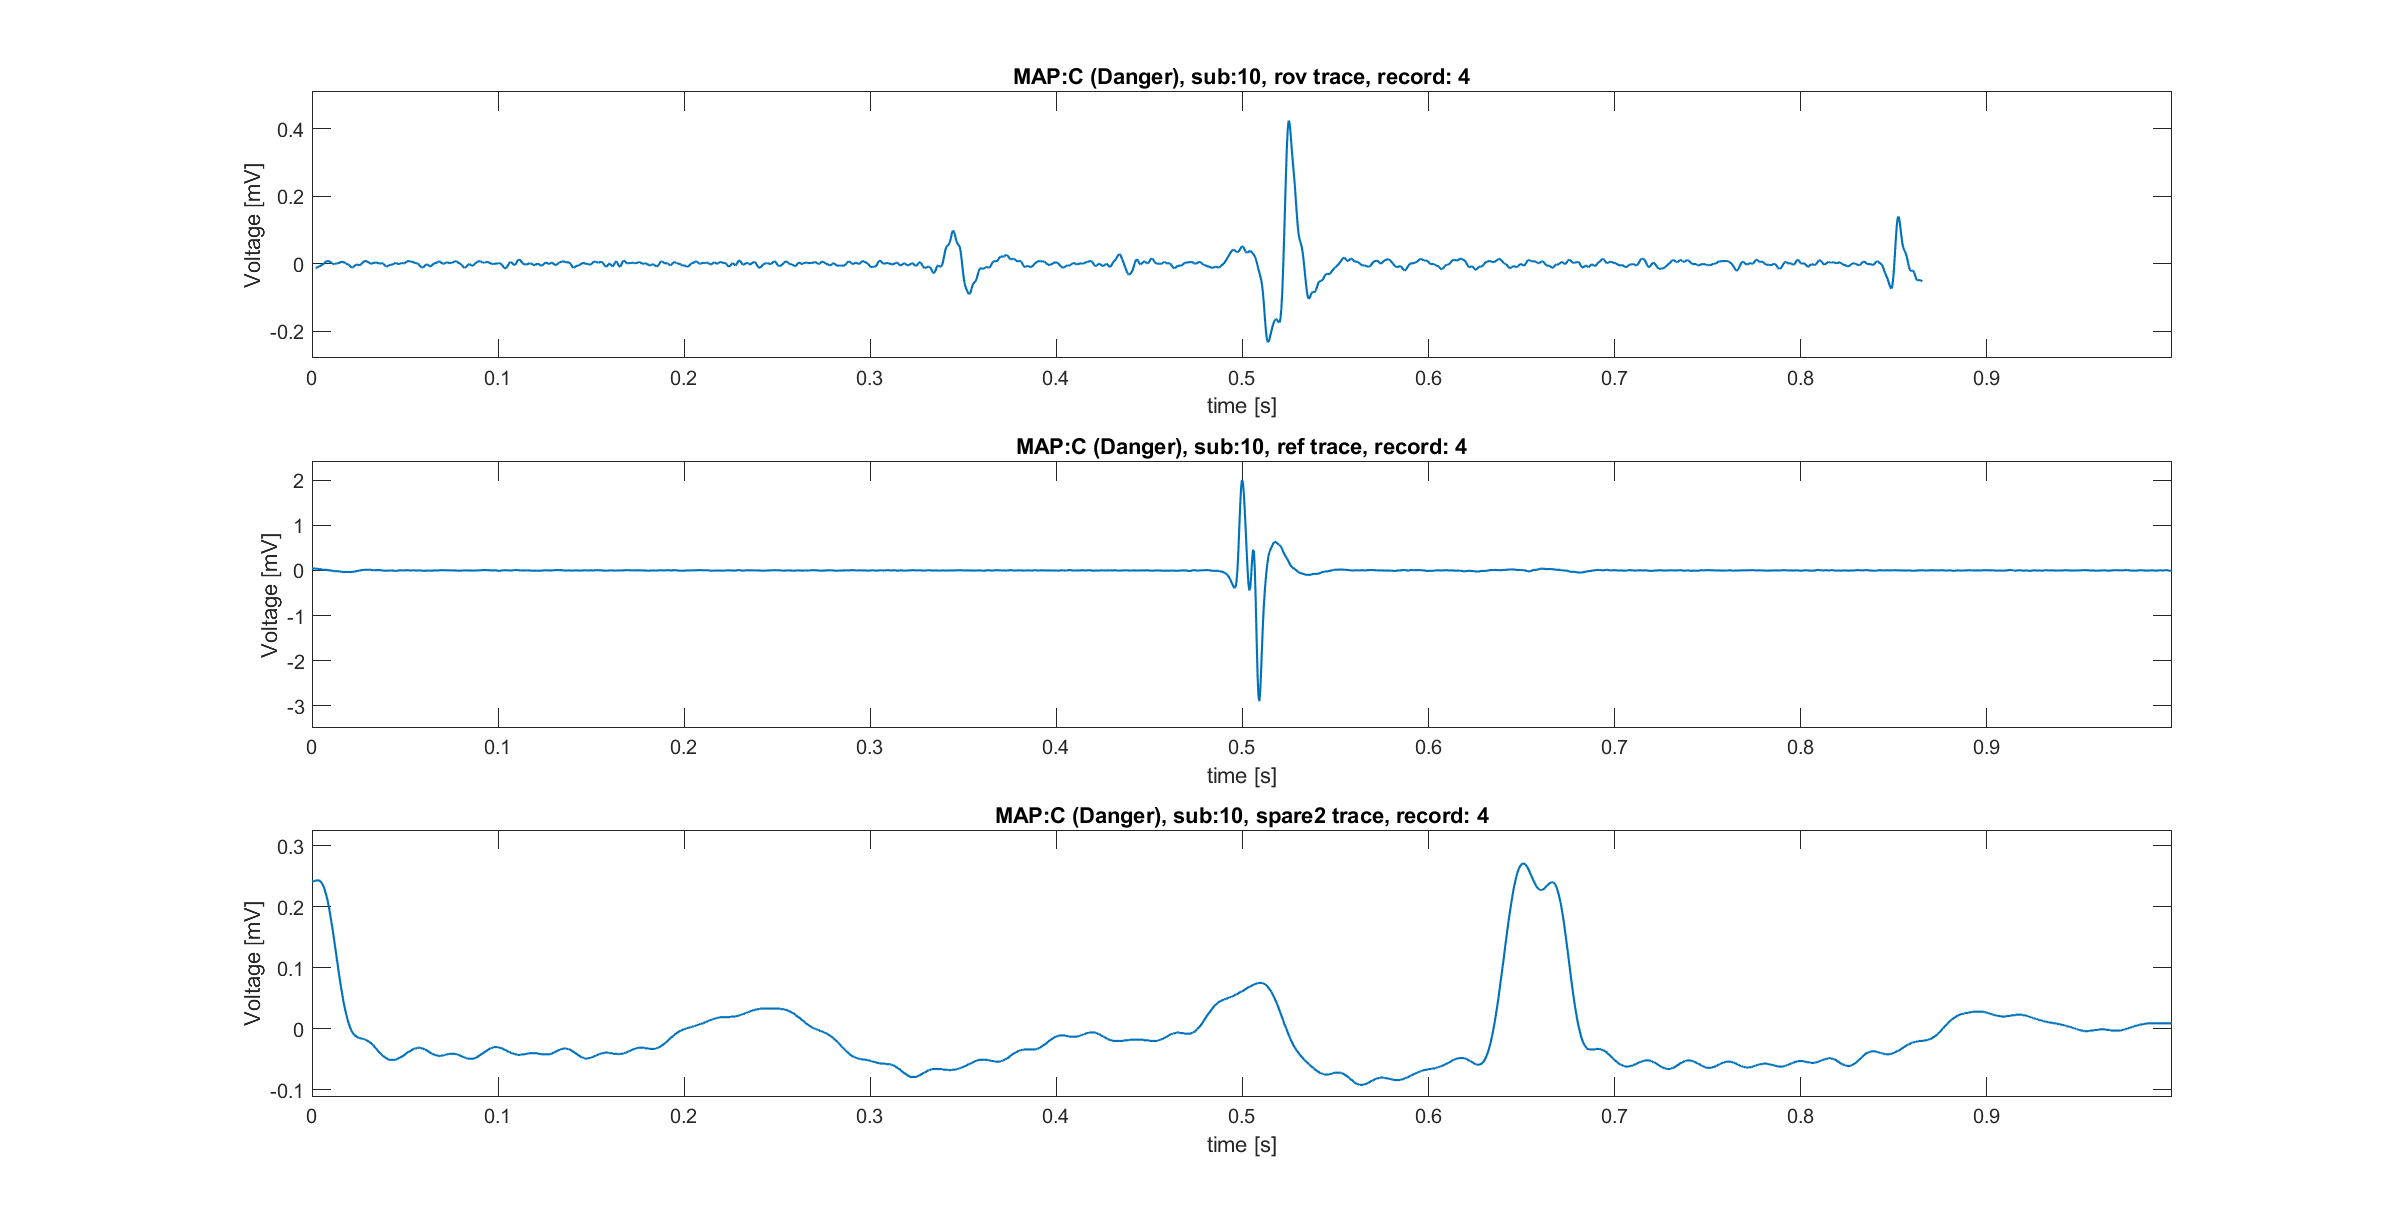 MAP:C (Danger), sub:10, rov trace, record: 4
Voltage [mV]
0.4
0.2
0
-0.2
0 0.1 0.2 0.3 0.4 0.5 0.6 0.7 0.8 0.9
time [s]
MAP:C (Danger), sub:10, ref trace, record: 4
Voltage [mV]
2
1
0
-1
-2
-3
0 0.1 0.2 0.3 0.4 0.5 0.6 0.7 0.8 0.9
time [s]
MAP:C (Danger), sub:10, spare2 trace, record: 4
Voltage [mV]
0.3
0.2
0.1
0
-0.1
0 0.1 0.2 0.3 0.4 0.5 0.6 0.7 0.8 0.9
time [s]